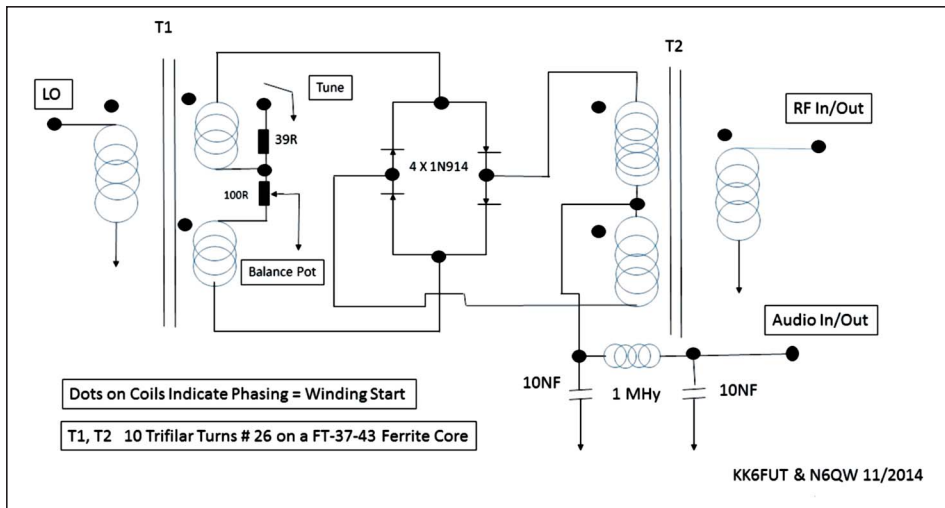 T1
T2
LO
Tune
RF In/Out
39R
4 X 1N914
100R
Balance Pot
Audio In/Out
10NF
1 MHy
10NF
Dots on Coils Indicate Phasing = Winding Start
T1, T2 10 Trifilar Turns # 26 on a FT-37-43 Ferrite Core
KK6FUT & N6QW 11/2014